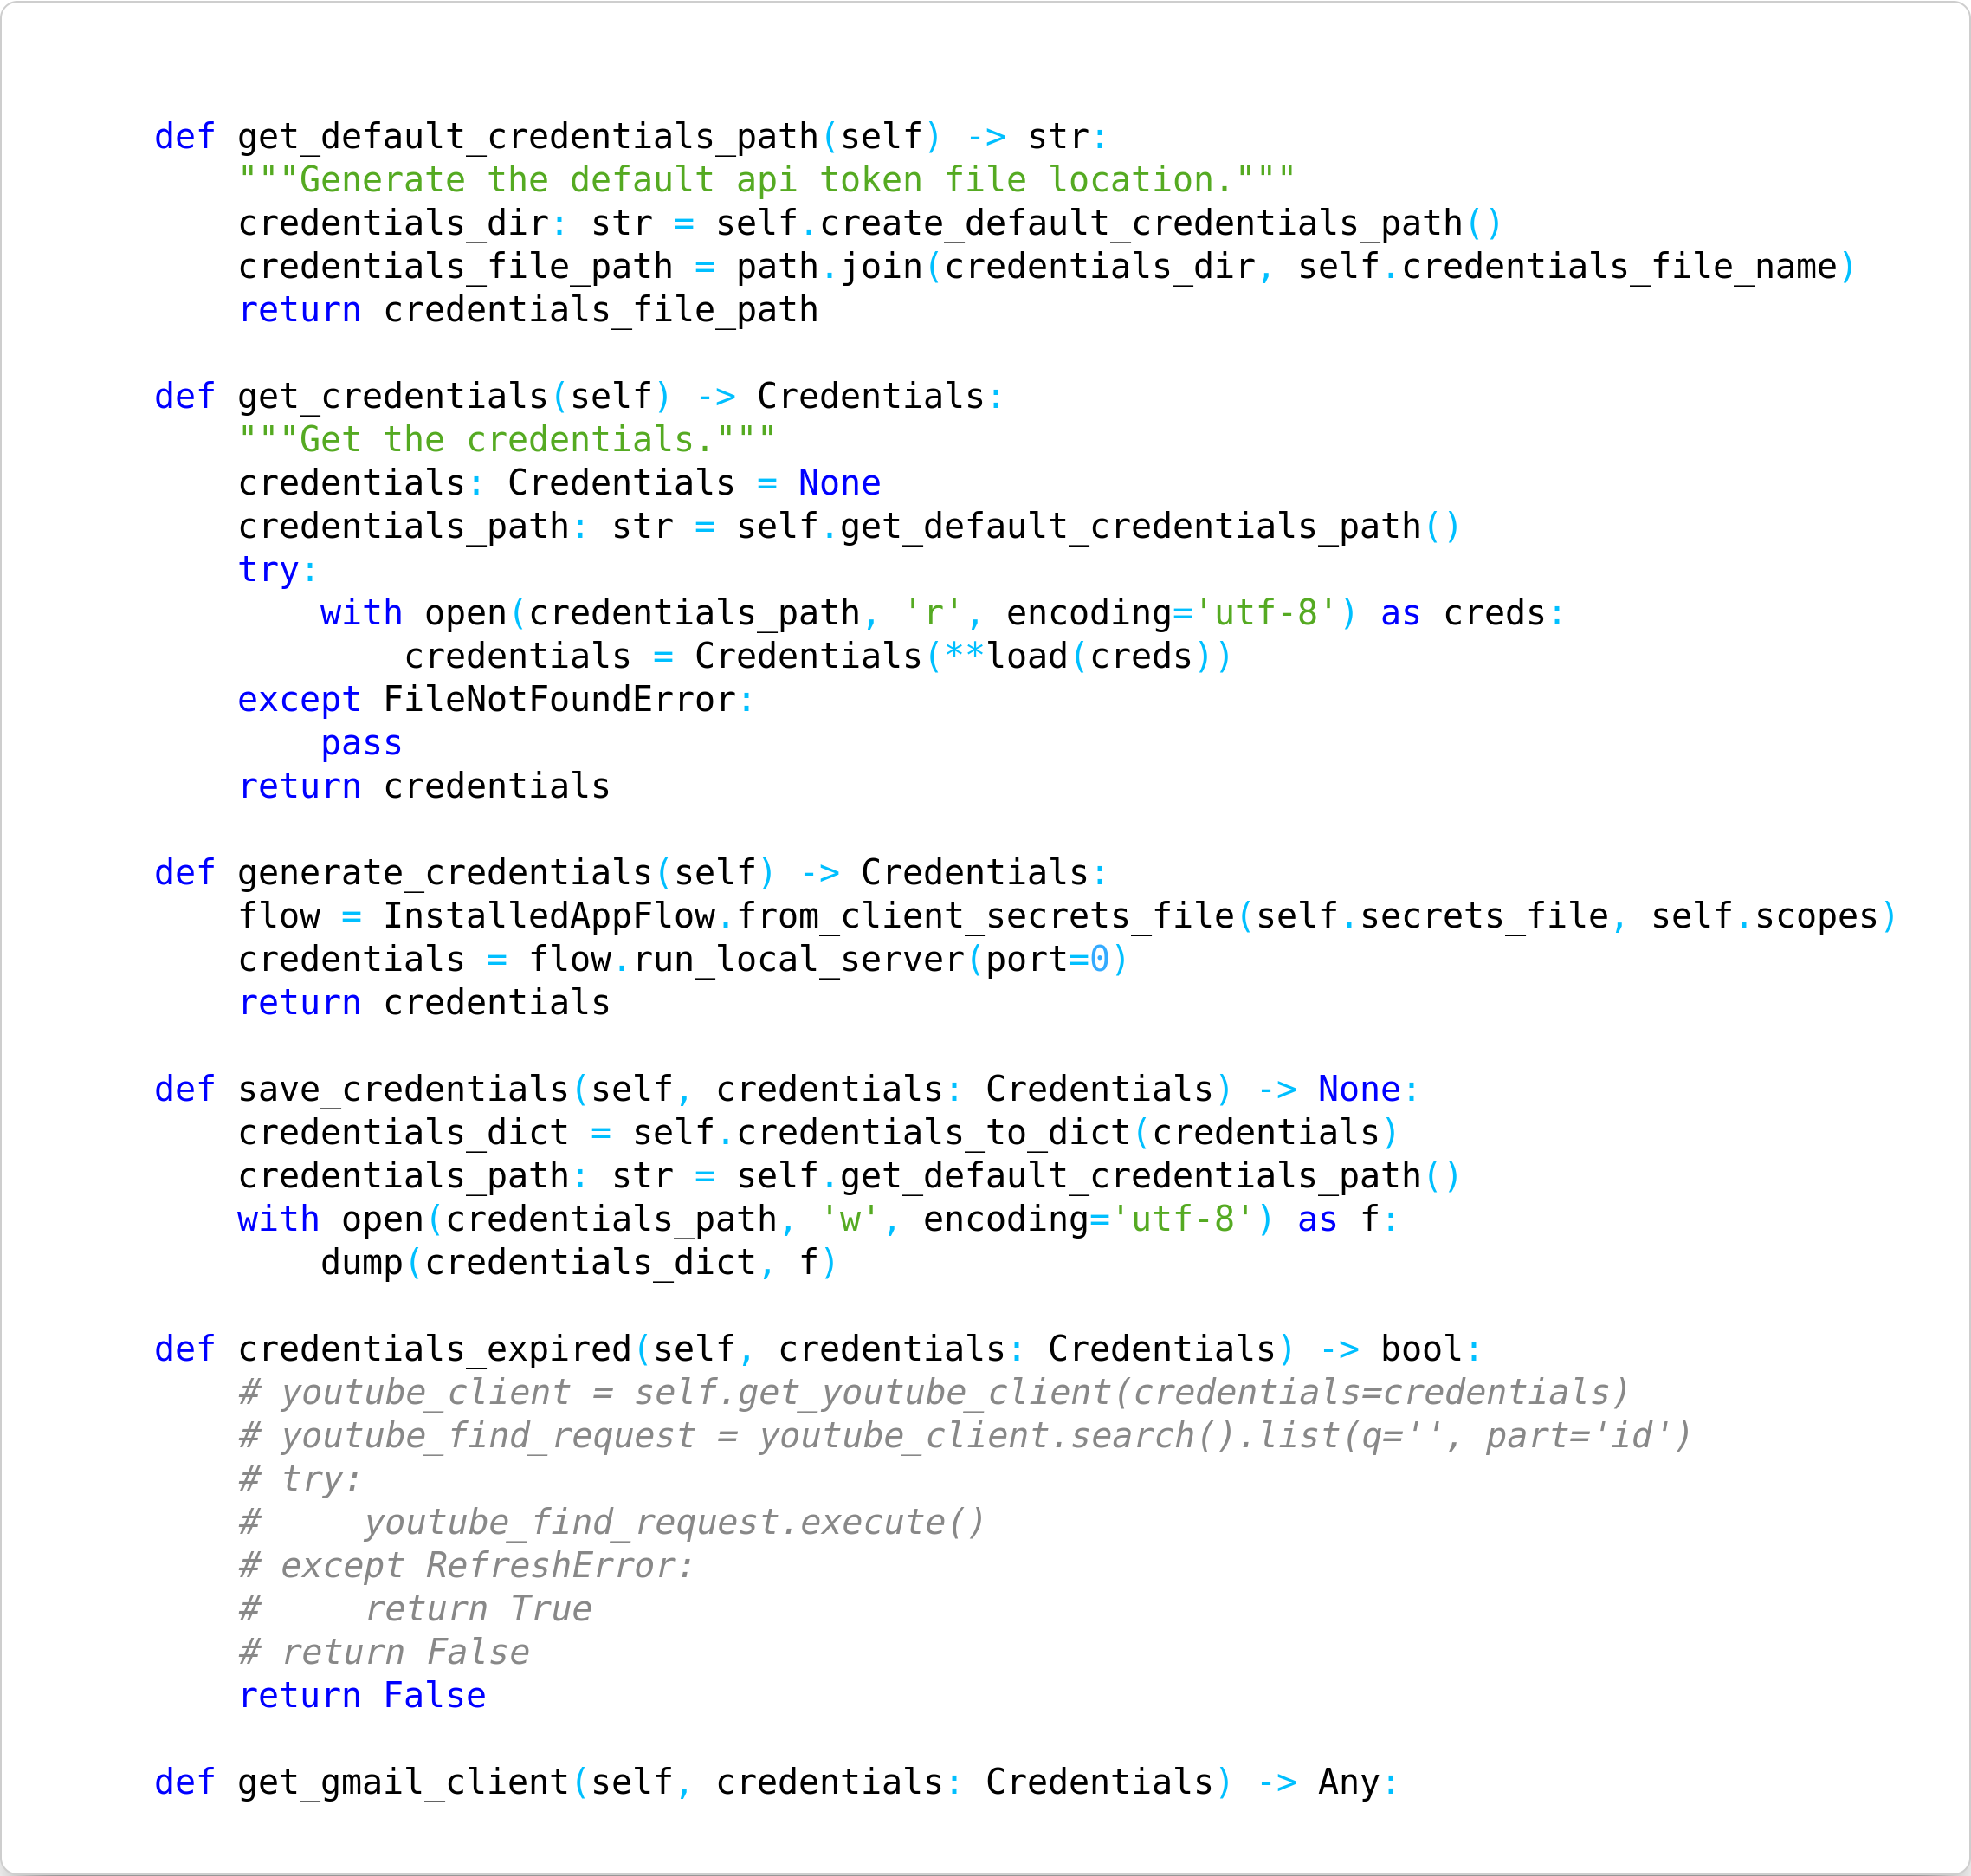 def get_default_credentials_path(self) -> str:
    """Generate the default api token file location."""
    credentials_dir: str = self.create_default_credentials_path()
    credentials_file_path = path.join(credentials_dir, self.credentials_file_name)
    return credentials_file_path

def get_credentials(self) -> Credentials:
    """Get the credentials."""
    credentials: Credentials = None
    credentials_path: str = self.get_default_credentials_path()
    try:
        with open(credentials_path, 'r', encoding='utf-8') as creds:
            credentials = Credentials(**load(creds))
    except FileNotFoundError:
        pass
    return credentials

def generate_credentials(self) -> Credentials:
    flow = InstalledAppFlow.from_client_secrets_file(self.secrets_file, self.scopes)
    credentials = flow.run_local_server(port=0)
    return credentials

def save_credentials(self, credentials: Credentials) -> None:
    credentials_dict = self.credentials_to_dict(credentials)
    credentials_path: str = self.get_default_credentials_path()
    with open(credentials_path, 'w', encoding='utf-8') as f:
        dump(credentials_dict, f)

def credentials_expired(self, credentials: Credentials) -> bool:
    # youtube_client = self.get_youtube_client(credentials=credentials)
    # youtube_find_request = youtube_client.search().list(q='', part='id')
    # try:
    #     youtube_find_request.execute()
    # except RefreshError:
    #     return True
    # return False
    return False

def get_gmail_client(self, credentials: Credentials) -> Any: